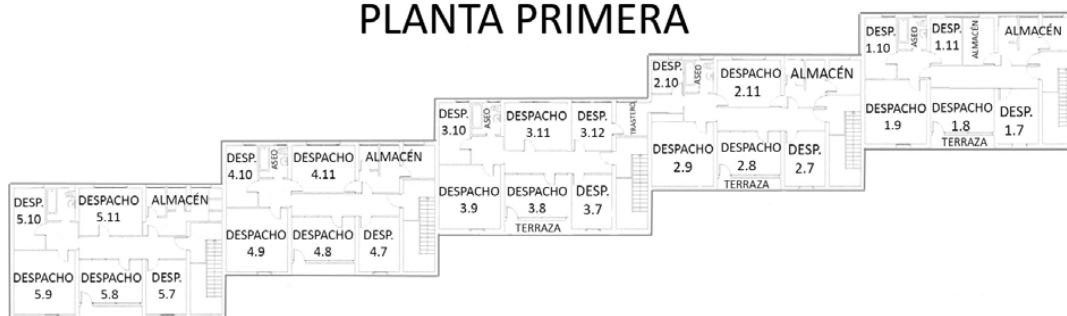 PLANTA PRIMERA
DESP.
1.10
ASEO
DESP.
1.11
ALMACÉN
ALMACÉN
DESPACHO
1.9
DESPACHO
1.8
DESP.
1.7
TERRAZA
DESP.
2.10
ASEO
DESPACHO
2.11
ALMACÉN
DESPACHO
2.9
DESPACHO
2.8
DESP.
2.7
TERRAZA
DESP.
3.10
ASEO
DESPACHO
3.11
DESP.
3.12
TRASTERO
DESPACHO
3.9
DESPACHO
3.8
DESP.
3.7
TERRAZA
DESP.
4.10
ASEO
DESPACHO
4.11
ALMACÉN
DESPACHO
4.9
DESPACHO
4.8
DESP.
4.7
DESP.
5.10
DESPACHO
5.11
ALMACÉN
DESPACHO
5.9
DESPACHO
5.8
DESP.
5.7